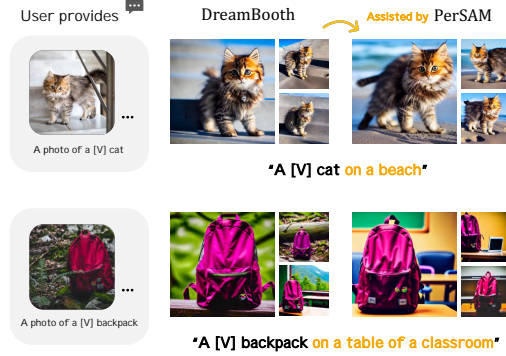 User provides
DreamBooth
Assisted by PerSAM
A photo of a [V] cat
...
"A [V] cat on a beach"
A photo of a [V] backpack
...
"A [V] backpack on a table of a classroom"